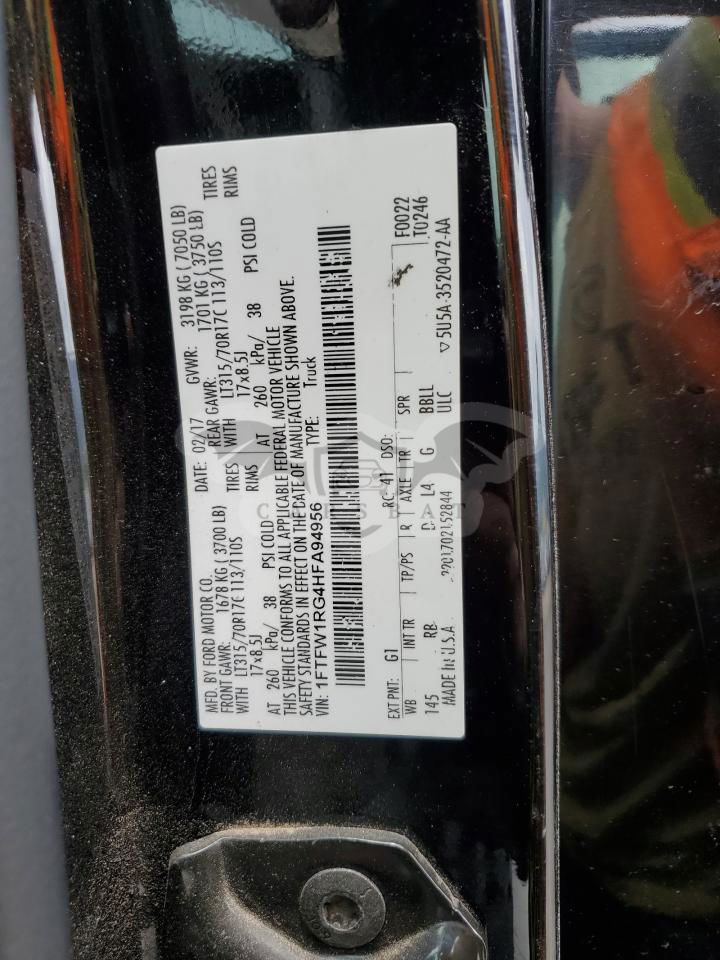 MFD. BY FORD MOTOR CO.
DATE: 02/17 GVWR: 3198 KG ( 7050 LB)
FRONT GAWR: 1678 KG ( 3700 LB)
REAR GAWR: 1701 KG ( 3750 LB)
WITH LT315/70R17C 113/110S TIRES
WITH LT315/70R17C 113/110S TIRES
17x8.5J RIMS
17x8.5J RIMS
AT 260 kPa/ 38 PSI COLD
AT 260 kPa/ 38 PSI COLD
THIS VEHICLE CONFORMS TO ALL APPLICABLE FEDERAL MOTOR VEHICLE
SAFETY STANDARDS IN EFFECT ON THE DATE OF MANUFACTURE SHOWN ABOVE.
VIN: 1FTFW1RG4HFA94956 TYPE: Truck
EXT PNT: G1 RC: 41 DSO: F0022
WB INT TR TP/PS R AXLE TR SPR T0246
145 RB L4 G BBLL
MADE IN U.S.A. ULC ▽5U5A-3520472-AA